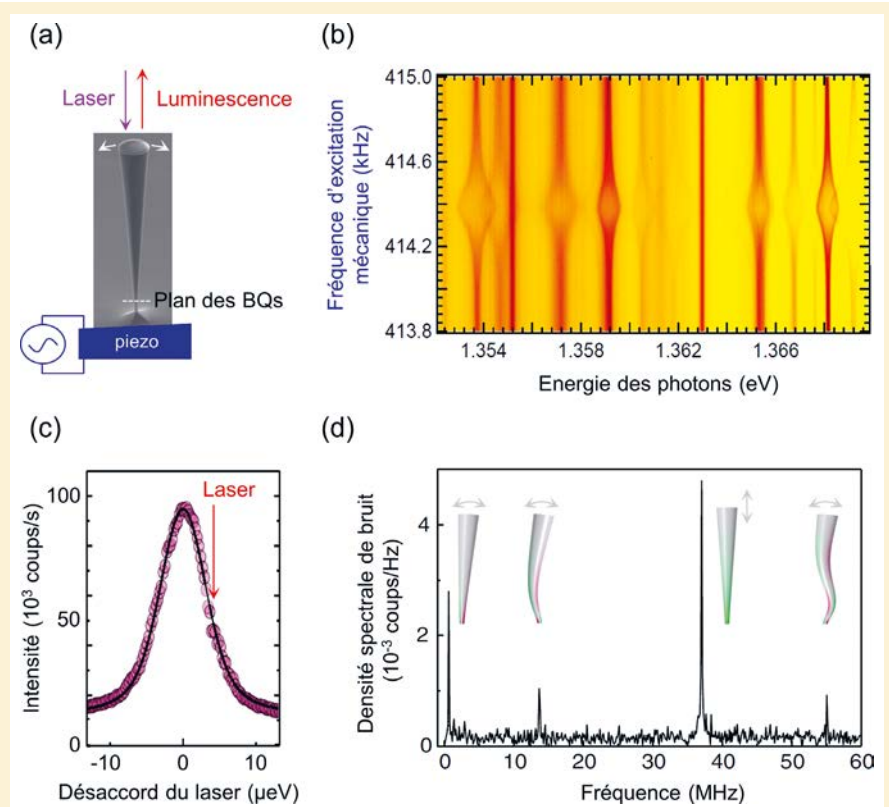 (a)
Laser
Luminescence
Plan des BQs
piezo
(b)
Fréquence d'excitation
mécanique (kHz)
415.0
414.6
414.2
413.8
1.354
1.358
1.362
1.366
Energie des photons (eV)
(c)
Intensité (10³ coups/s)
100
50
0
Laser
-10
0
10
Désaccord du laser (µeV)
(d)
Densité spectrale de bruit
(10⁻³ coups/Hz)
4
2
0
0
10
20
30
40
50
60
Fréquence (MHz)